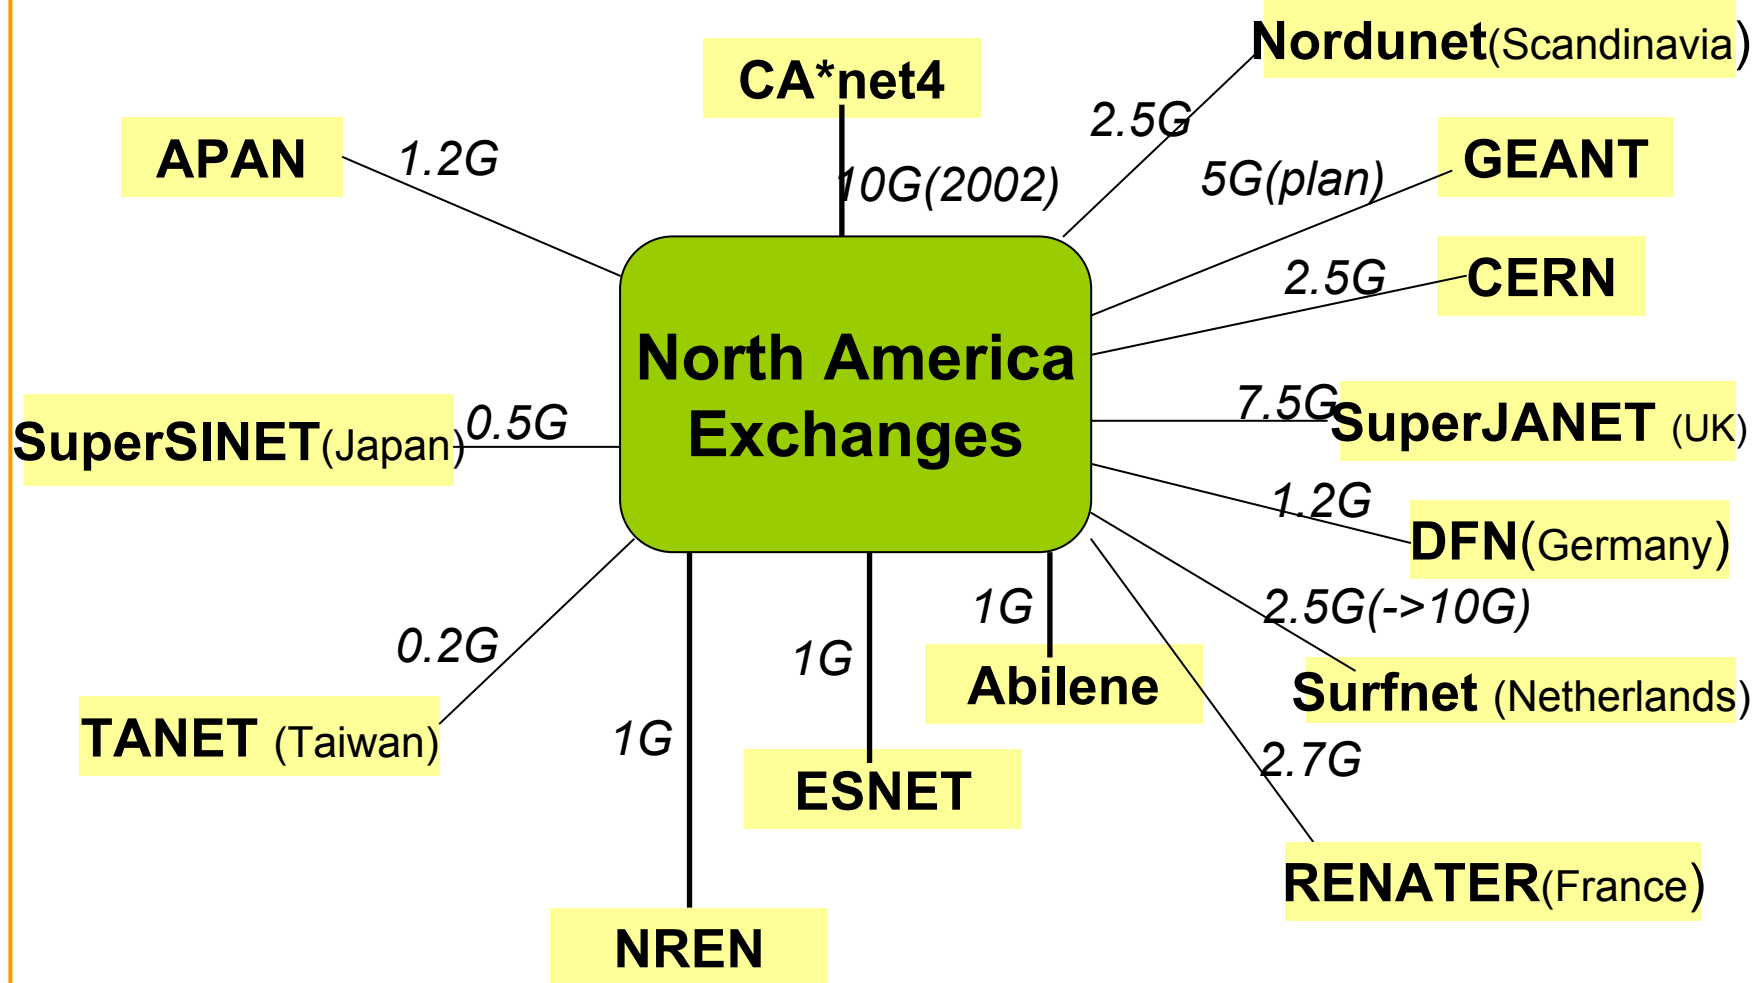 Nordunet(Scandinavia)
CA*net4
2.5G
APAN
1.2G
10G(2002)
5G(plan)
GEANT
2.5G
CERN
North America
Exchanges
SuperSINET(Japan)
0.5G
7.5G
SuperJANET (UK)
1.2G
DFN(Germany)
2.5G(->10G)
0.2G
1G
1G
Abilene
Surfnet (Netherlands)
TANET (Taiwan)
1G
2.7G
ESNET
RENATER(France)
NREN